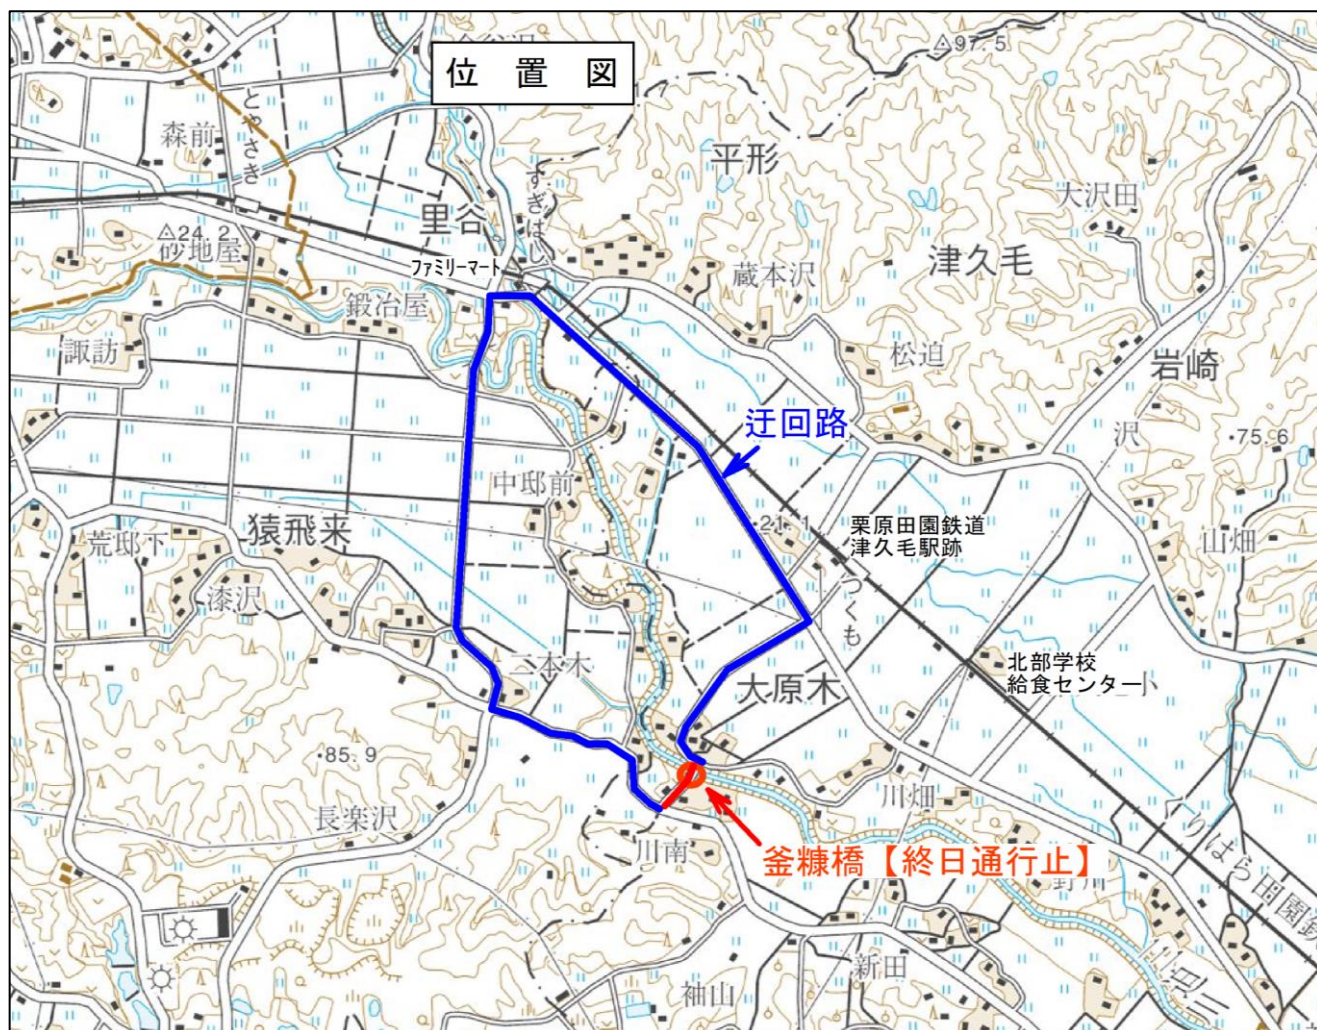 位置図
△97.5
森前
とやさき
平形
大沢田
すぎはし
里谷
津久毛
△24.2
砂地屋
ファミリーマート
蔵本沢
鍛冶屋
諏訪
松迫
岩崎
沢
・75.6
迂回路
中邸前
・21.1
栗原田園鉄道
津久毛駅跡
猿飛来
荒邸下
山畑
漆沢
つくも
二本木
北部学校
給食センター
大原木
・85.9
川畑
長楽沢
川南
釜糠橋【終日通行止】
くりはら田園鉄
新田
袖山